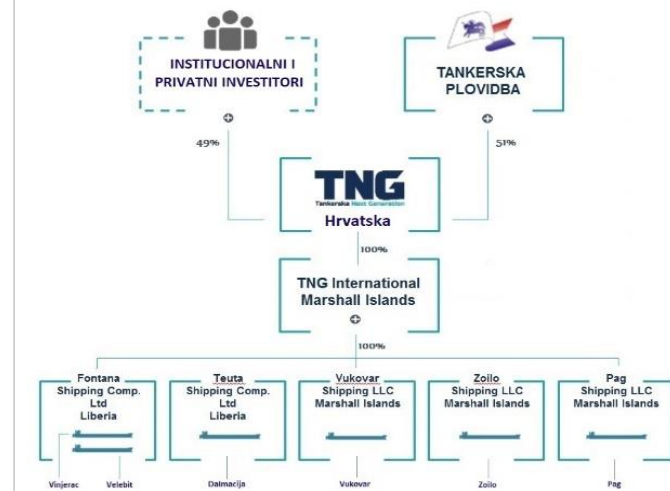 INSTITUCIONALNI I
PRIVATNI INVESTITORI
TANKERSKA
PLOVIDBA
49%
51%
TNG
Tankerska Next Generation
Hrvatska
100%
TNG International
Marshall Islands
100%
Fontana
Shipping Comp.
Ltd
Liberia
Teuta
Shipping Comp.
Ltd
Liberia
Vukovar
Shipping LLC
Marshall Islands
Zoilo
Shipping LLC
Marshall Islands
Pag
Shipping LLC
Marshall Islands
Vinjerac
Velebit
Dalmacija
Vukovar
Zoilo
Pag